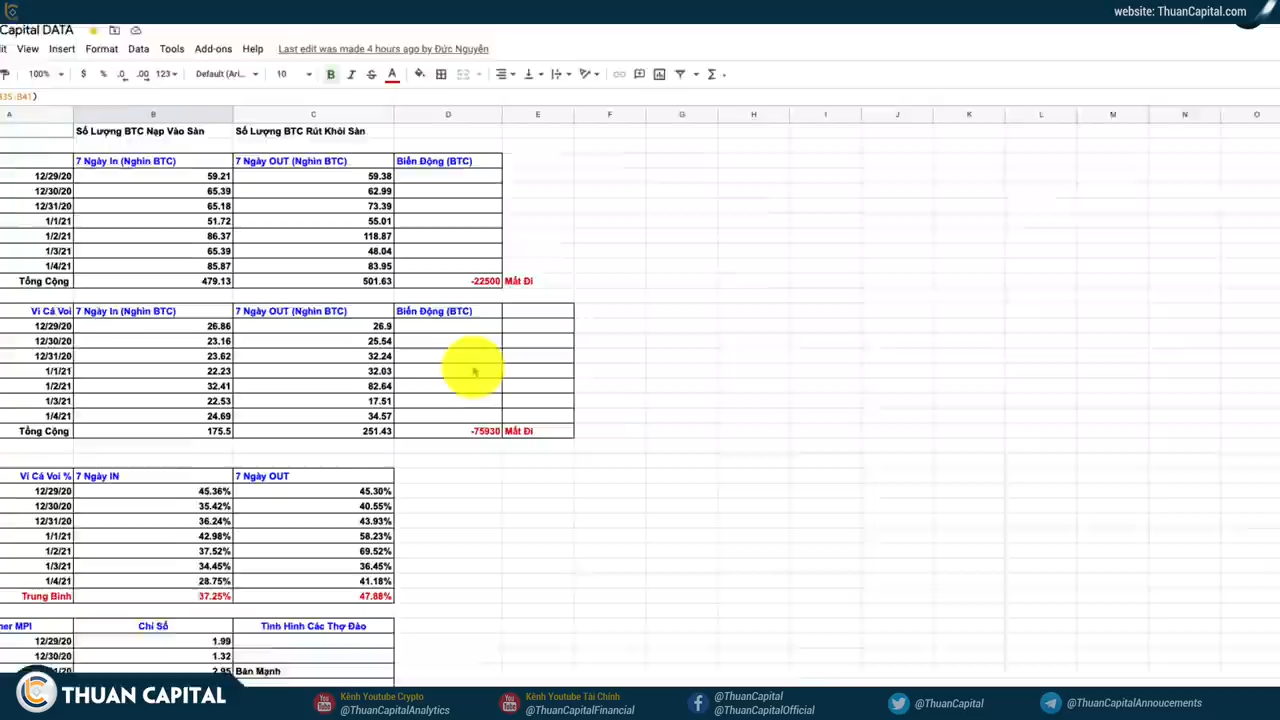 website: ThuanCapital.com
Capital DATA
View Insert Format Data Tools Add-ons Help Last edit was made 4 hours ago by Đức Nguyễn
100% $ % .0 .00 123 Default (Ari... 10 B I S A
B35:B41)
A B C D E F G H I J K L M N O
Số Lượng BTC Nạp Vào Sàn Số Lượng BTC Rút Khỏi Sàn
7 Ngày In (Nghìn BTC) 7 Ngày OUT (Nghìn BTC) Biến Động (BTC)
12/29/20 59.21 59.38
12/30/20 65.39 62.99
12/31/20 65.18 73.39
1/1/21 51.72 55.01
1/2/21 86.37 118.87
1/3/21 65.39 48.04
1/4/21 85.87 83.95
Tổng Cộng 479.13 501.63 -22500 Mất Đi
Ví Cá Voi 7 Ngày In (Nghìn BTC) 7 Ngày OUT (Nghìn BTC) Biến Động (BTC)
12/29/20 26.86 26.9
12/30/20 23.16 25.54
12/31/20 23.62 32.24
1/1/21 22.23 32.03
1/2/21 32.41 82.64
1/3/21 22.53 17.51
1/4/21 24.69 34.57
Tổng Cộng 175.5 251.43 -75930 Mất Đi
Ví Cá Voi % 7 Ngày IN 7 Ngày OUT
12/29/20 45.36% 45.30%
12/30/20 35.42% 40.55%
12/31/20 36.24% 43.93%
1/1/21 42.98% 58.23%
1/2/21 37.52% 69.52%
1/3/21 34.45% 36.45%
1/4/21 28.75% 41.18%
Trung Bình 37.25% 47.88%
MPI Chỉ Số Tình Hình Các Thợ Đào
12/29/20 1.99
12/30/20 1.32
2.95 Bán Mạnh
THUAN CAPITAL
Kênh Youtube Crypto
@ThuanCapitalAnalytics
Kênh Youtube Tài Chính
@ThuanCapitalFinancial
@ThuanCapital
@ThuanCapitalOfficial
@ThuanCapital
@ThuanCapitalAnnoucements